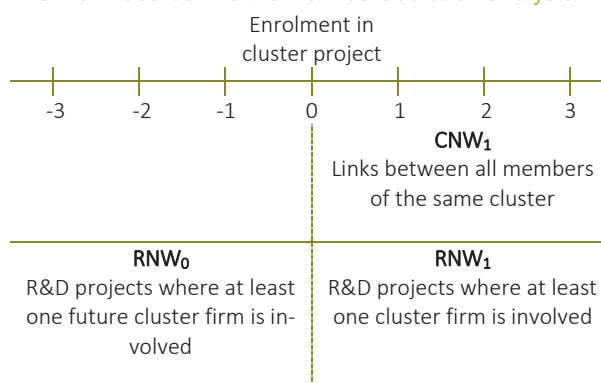 Enrolment in
cluster project
-3 -2 -1 0 1 2 3
CNW1
Links between all members
of the same cluster
RNW0
R&D projects where at least
one future cluster firm is in-
volved
RNW1
R&D projects where at least
one cluster firm is involved